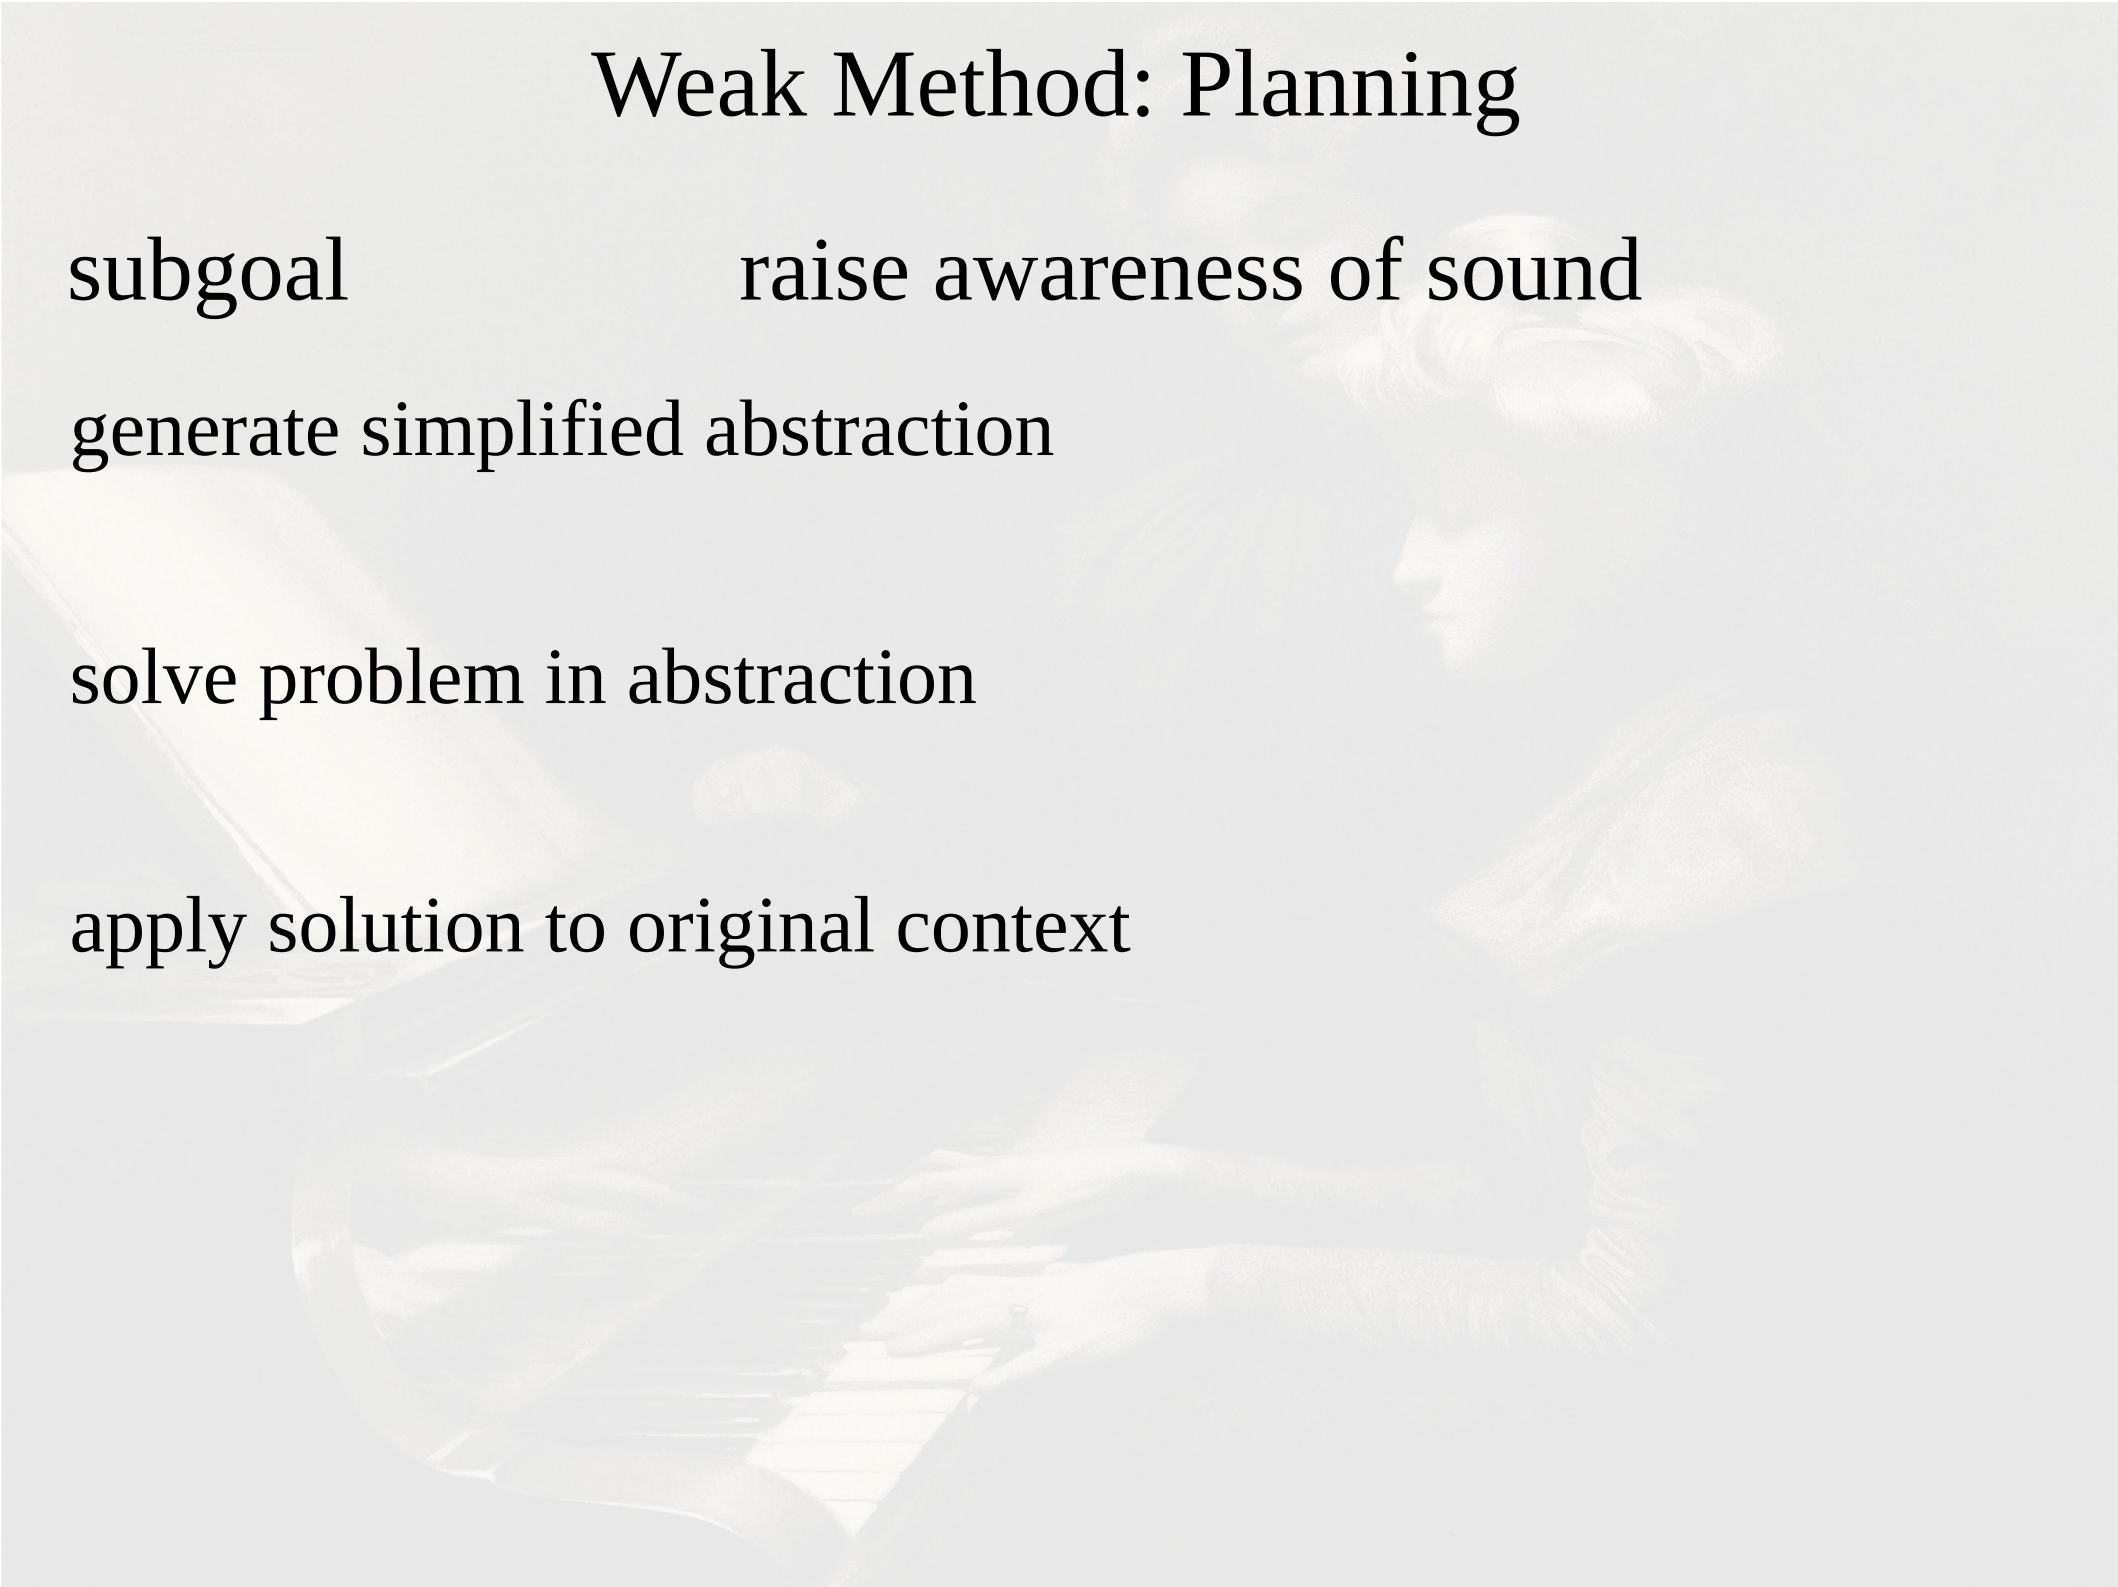 Weak Method: Planning
subgoal raise awareness of sound
generate simplified abstraction
solve problem in abstraction
apply solution to original context